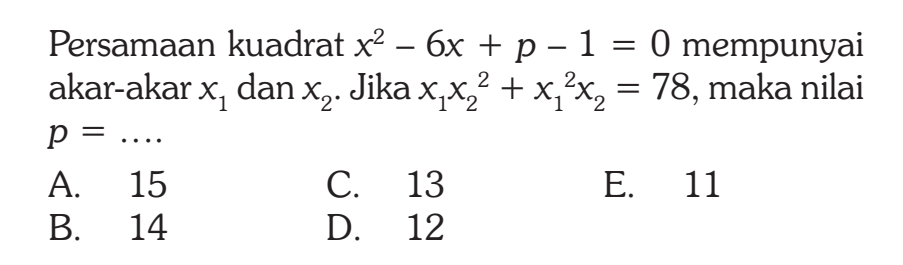 Persamaan kuadrat x² – 6x + p – 1 = 0 mempunyai
akar-akar x₁ dan x₂. Jika x₁x₂² + x₁²x₂ = 78, maka nilai
p = ....
A. 15 C. 13 E. 11
B. 14 D. 12